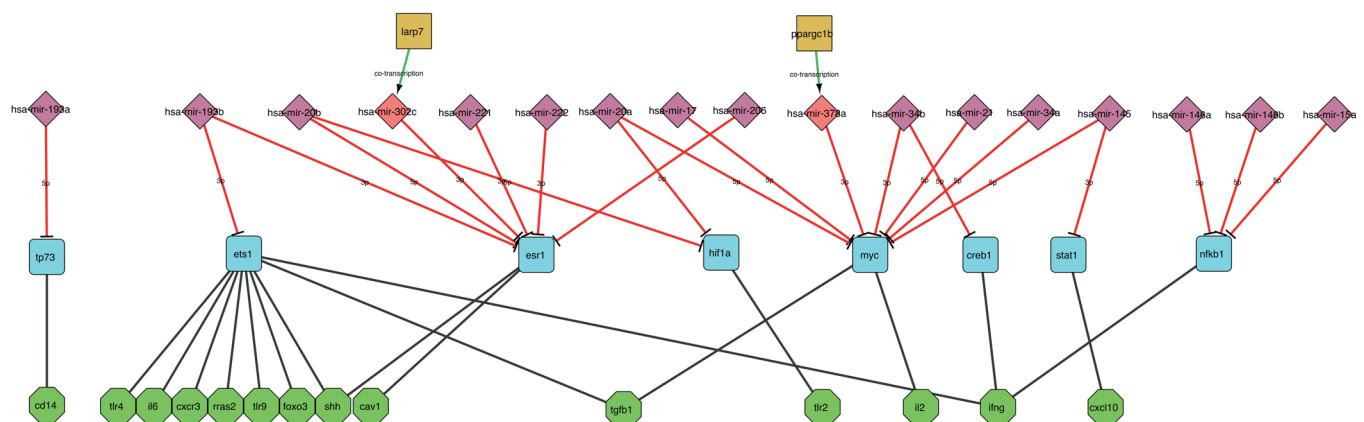 larp7
ppargc1b
co-transcription
co-transcription
hsa-mir-193a
hsa-mir-193b
hsa-mir-20b
hsa-mir-302c
hsa-mir-221
hsa-mir-222
hsa-mir-20a
hsa-mir-17
hsa-mir-206
hsa-mir-378a
hsa-mir-34b
hsa-mir-21
hsa-mir-34a
hsa-mir-145
hsa-mir-146a
hsa-mir-146b
hsa-mir-15a
5p
3p
3p
5p
3p
3p
5p
5p
5p
3p
3p
5p
5p
5p
5p
3p
5p
5p
5p
tp73
ets1
esr1
hif1a
myc
creb1
stat1
nfkb1
cd14
tlr4
il6
cxcr3
rras2
tlr9
foxo3
shh
cav1
tgfb1
tlr2
il2
ifng
cxcl10